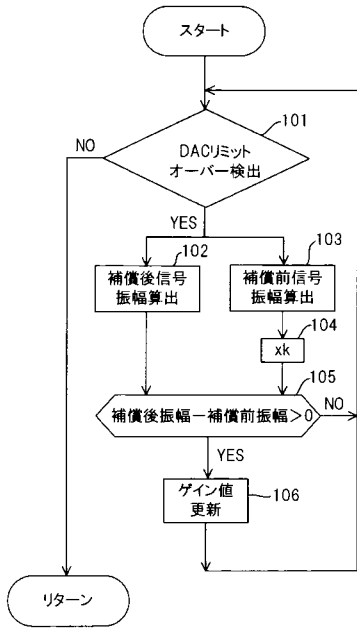 スタート
101
DACリミット
オーバー検出
NO
YES
102
103
補償後信号
振幅算出
補償前信号
振幅算出
104
xk
105
補償後振幅－補償前振幅＞0
NO
YES
ゲイン値
更新
106
リターン